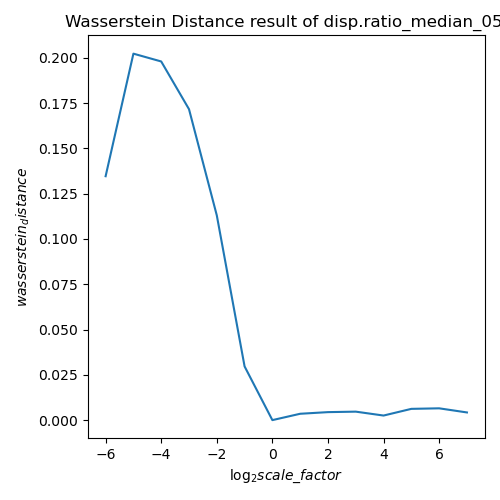 Wasserstein Distance result of disp.ratio_median_05
0.200
0.175
0.150
0.125
0.100
0.075
0.050
0.025
0.000
wasserstein_distance
−6 −4 −2 0 2 4 6
log₂scale_factor